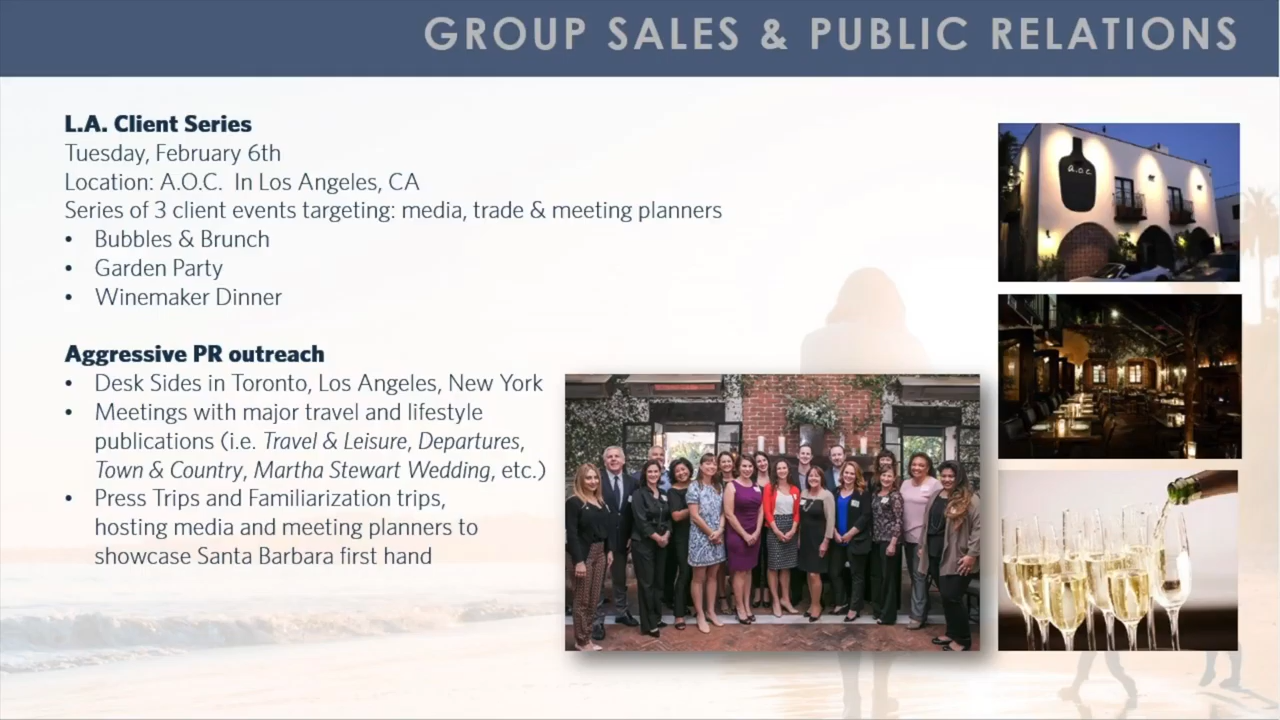 GROUP SALES & PUBLIC RELATIONS
L.A. Client Series
Tuesday, February 6th
Location: A.O.C. In Los Angeles, CA
Series of 3 client events targeting: media, trade & meeting planners
• Bubbles & Brunch
• Garden Party
• Winemaker Dinner
Aggressive PR outreach
• Desk Sides in Toronto, Los Angeles, New York
• Meetings with major travel and lifestyle
publications (i.e. Travel & Leisure, Departures,
Town & Country, Martha Stewart Wedding, etc.)
• Press Trips and Familiarization trips,
hosting media and meeting planners to
showcase Santa Barbara first hand
a.o.c.